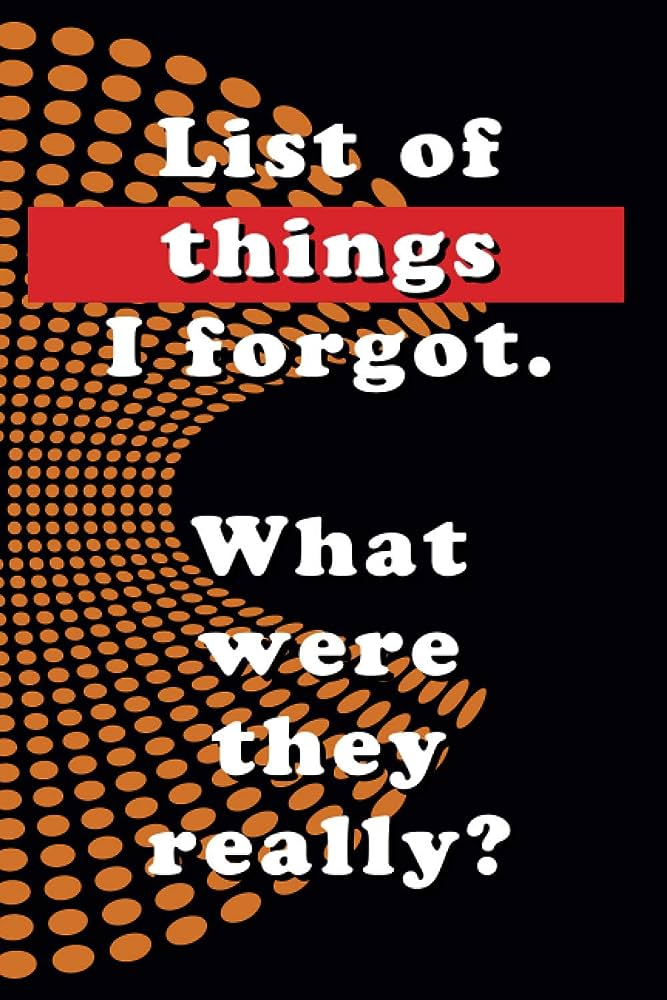 List of
things
I forgot.
What
were
they
really?